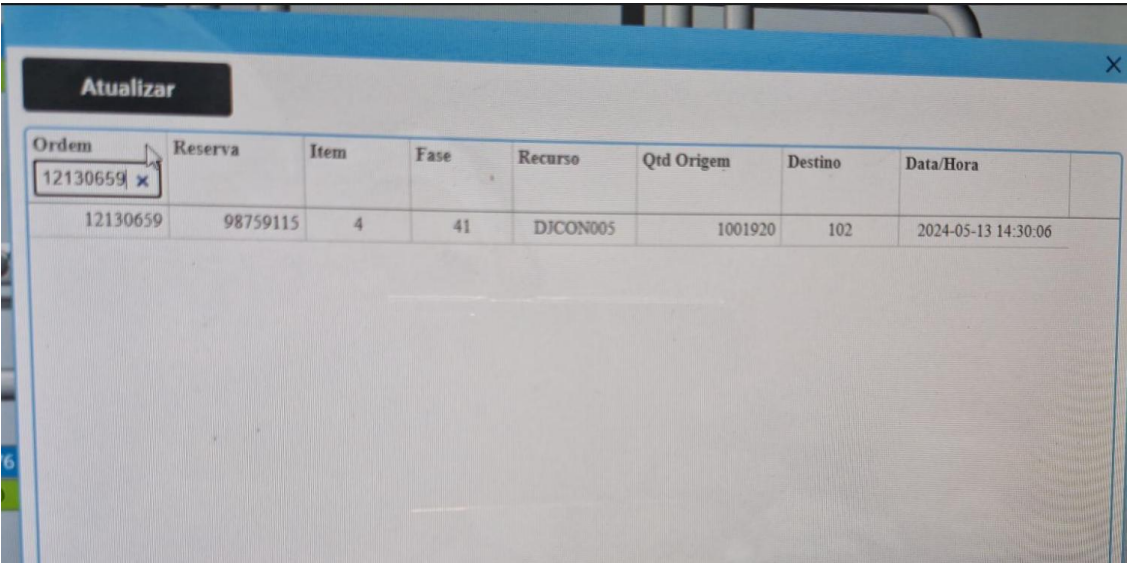 Atualizar
Ordem Reserva Item Fase Recurso Qtd Origem Destino Data/Hora
12130659
12130659 98759115 4 41 DJCON005 1001920 102 2024-05-13 14:30:06